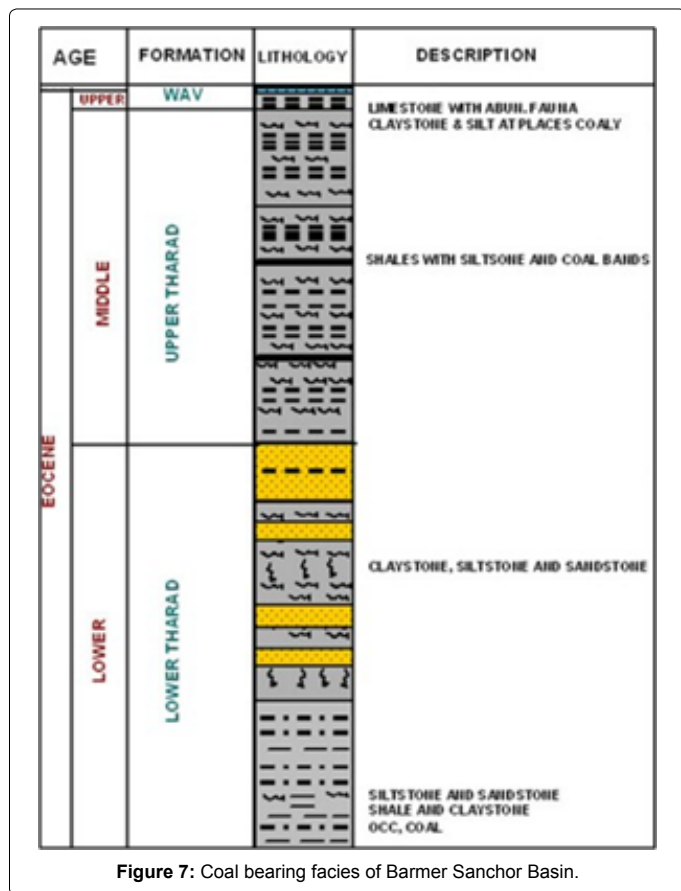 AGE FORMATION LITHOLOGY DESCRIPTION
UPPER WAV
LIMESTONE WITH ABUN. FAUNA
CLAYSTONE & SILT AT PLACES COALY
MIDDLE
UPPER THARAD
SHALES WITH SILTSONE AND COAL BANDS
EOCENE
LOWER
LOWER THARAD
CLAYSTONE, SILTSTONE AND SANDSTONE
SILTSTONE AND SANDSTONE
SHALE AND CLAYSTONE
OCC, COAL
Figure 7: Coal bearing facies of Barmer Sanchor Basin.